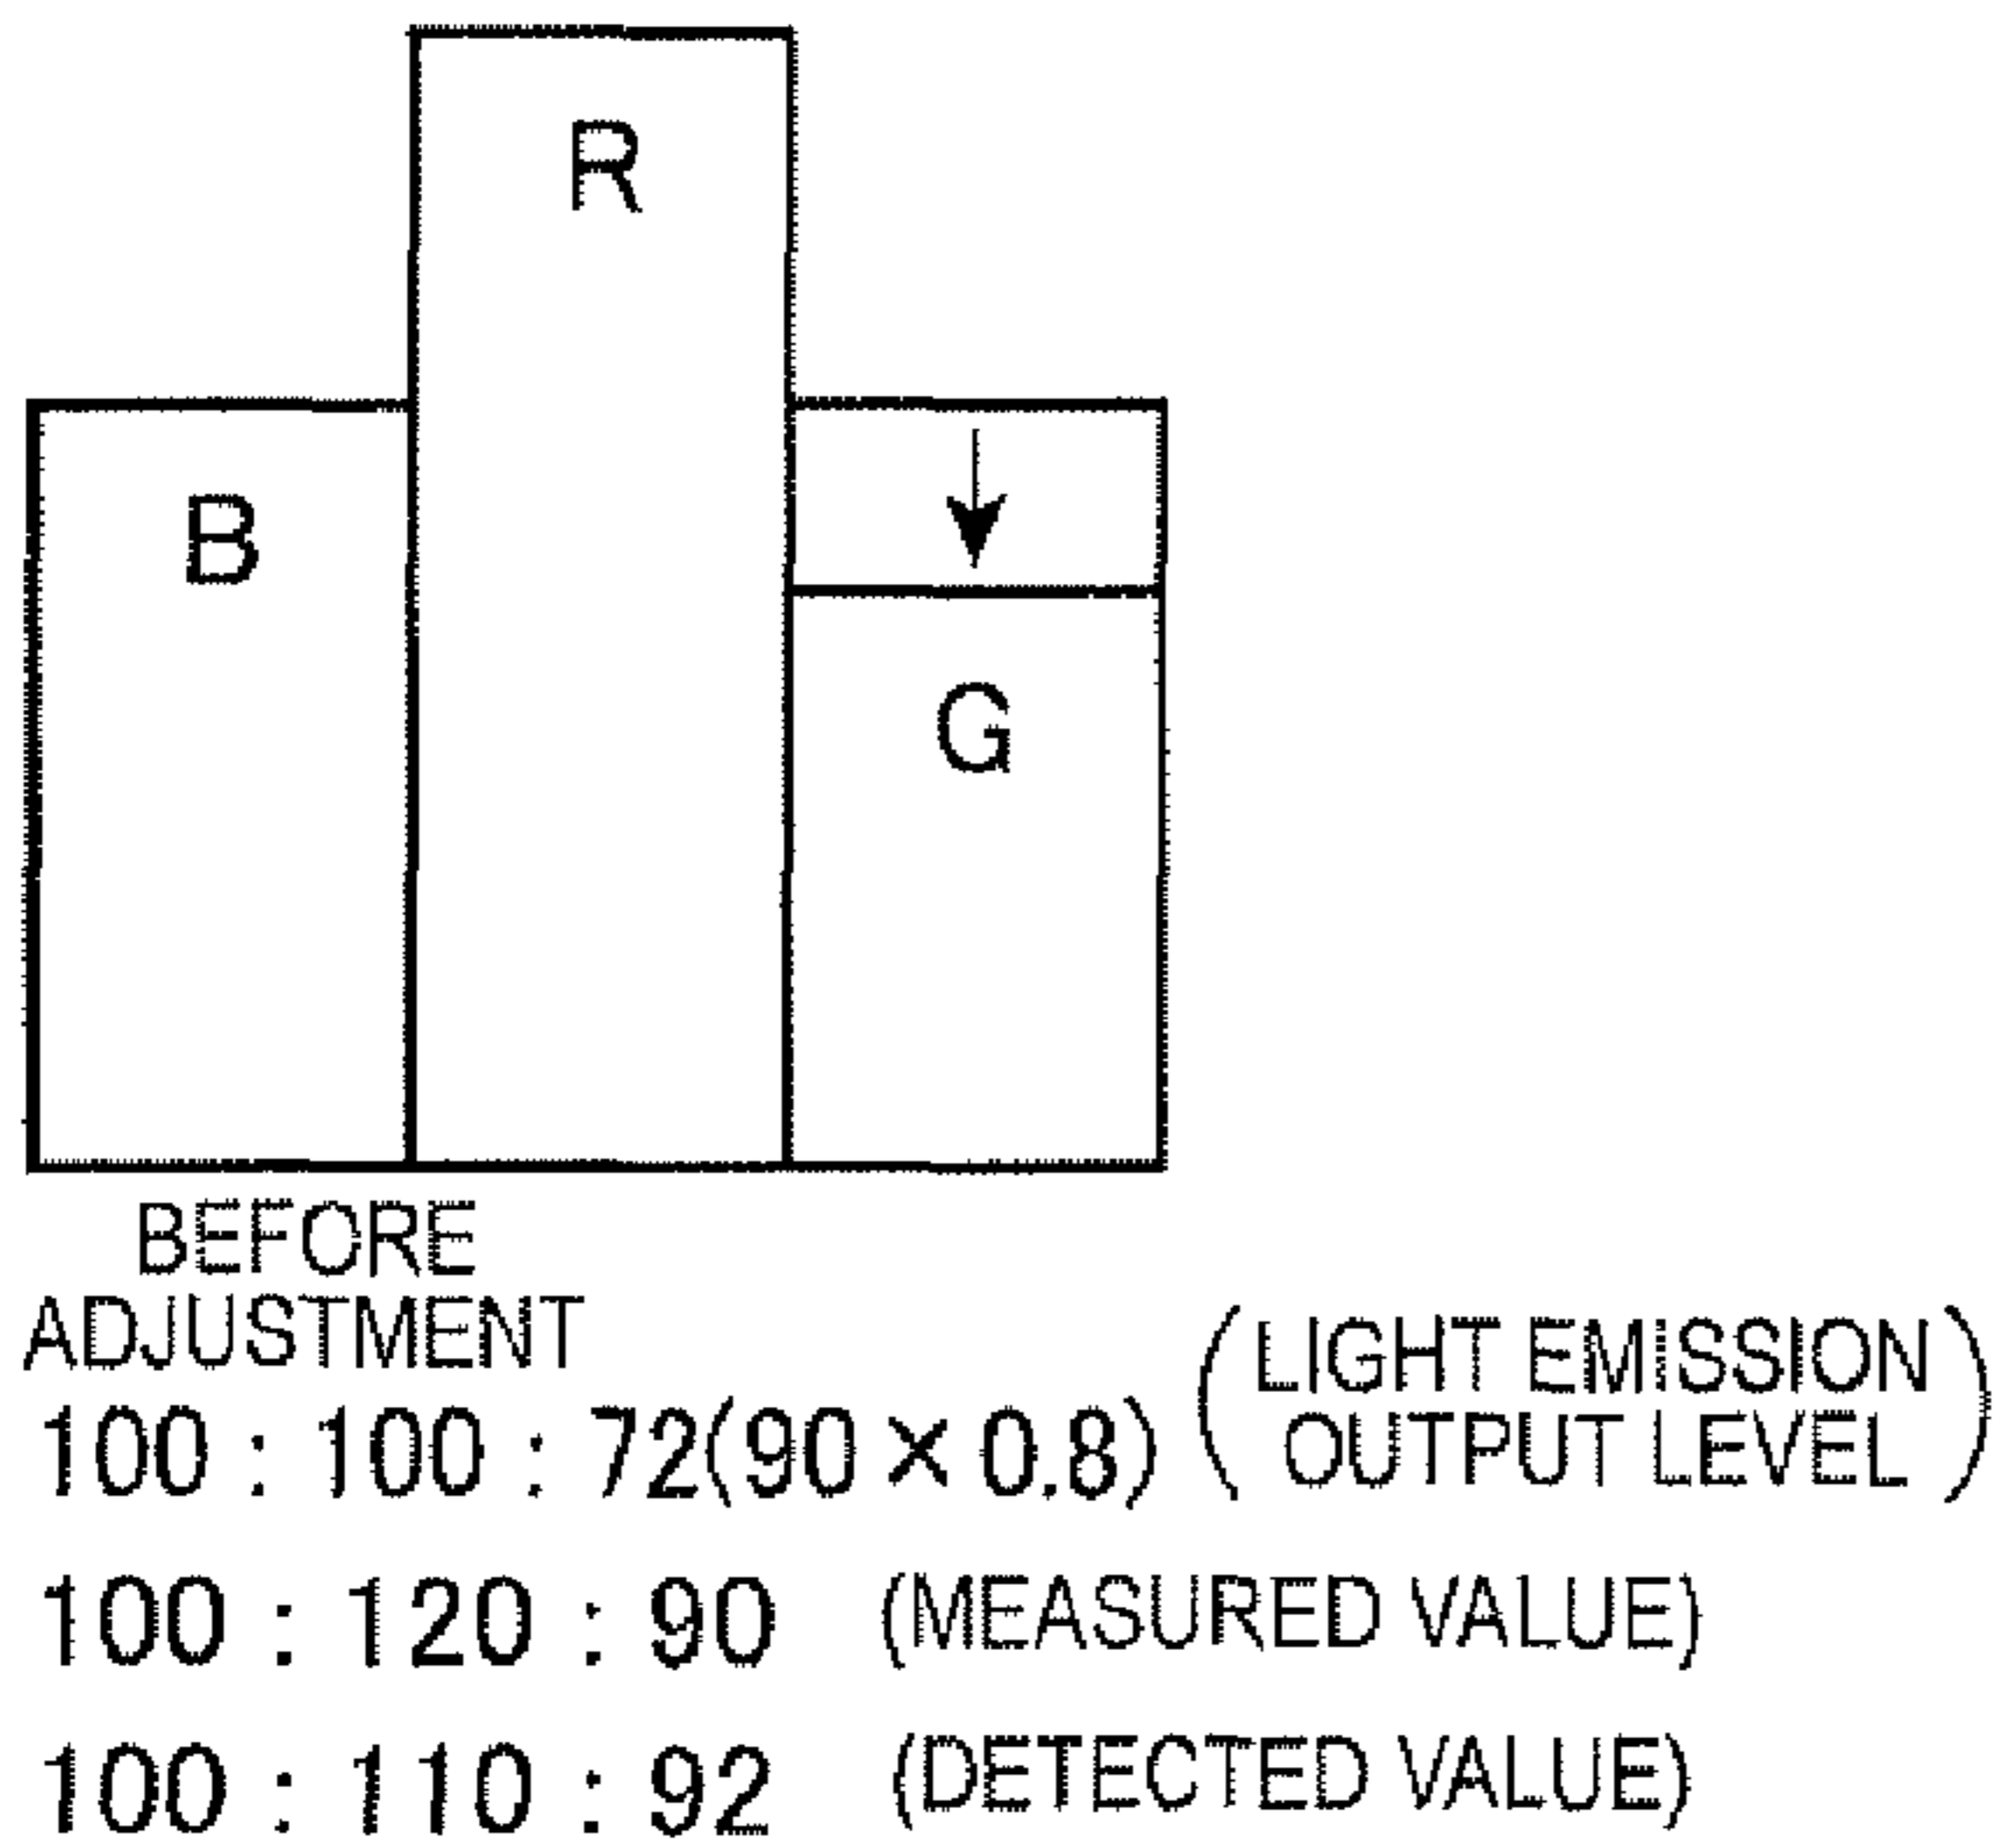 R
B
G
BEFORE
ADJUSTMENT
(LIGHT EMISSION
OUTPUT LEVEL)
100 : 100 : 72(90 × 0.8)
100 : 120 : 90 (MEASURED VALUE)
100 : 110 : 92 (DETECTED VALUE)